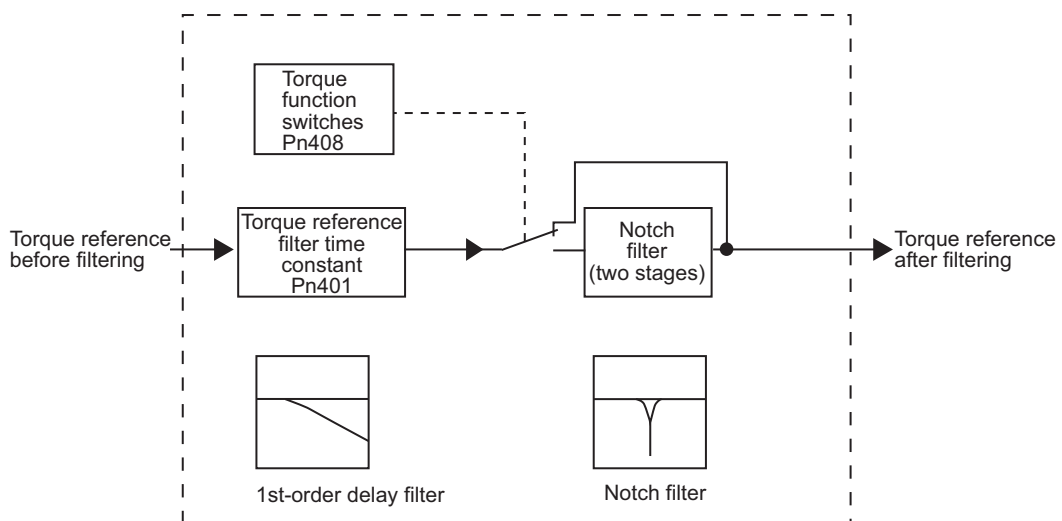 Torque
function
switches
Pn408
Torque reference
before filtering
Torque reference
filter time
constant
Pn401
Notch
filter
(two stages)
Torque reference
after filtering
1st-order delay filter
Notch filter